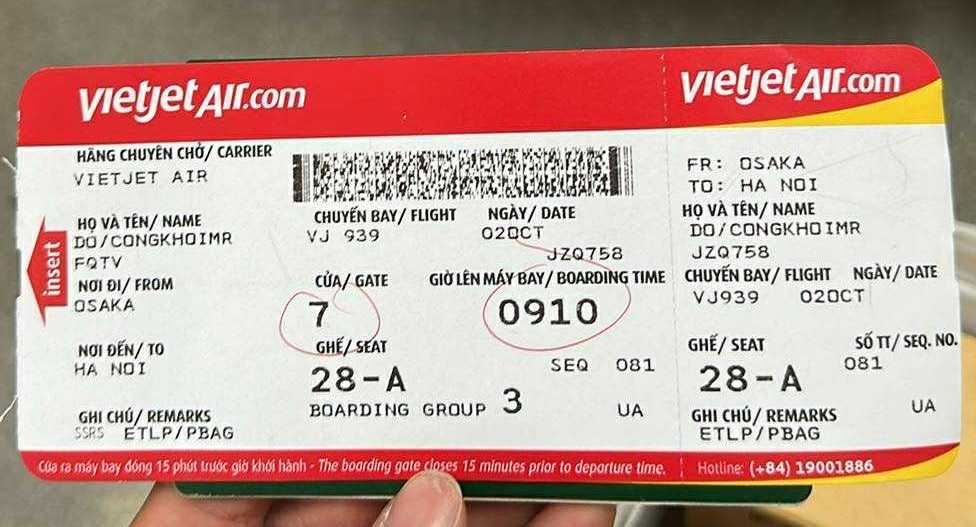 vietjet Air.com
HÃNG CHUYÊN CHỞ/ CARRIER
VIETJET AIR
HỌ VÀ TÊN/ NAME
DO/CONGKHOIMR
FQTV
NƠI ĐI/ FROM
OSAKA
NƠI ĐẾN/ TO
HA NOI
GHI CHÚ/ REMARKS
SSRS ETLP/PBAG
insert
CHUYẾN BAY/ FLIGHT NGÀY/ DATE
VJ 939 02OCT
JZQ758
CỬA/ GATE GIỜ LÊN MÁY BAY/ BOARDING TIME
7 0910
GHẾ/ SEAT
28-A SEQ 081
BOARDING GROUP 3 UA
Cửa ra máy bay đóng 15 phút trước giờ khởi hành - The boarding gate closes 15 minutes prior to departure time.
vietjet Air.com
FR: OSAKA
TO: HA NOI
HỌ VÀ TÊN/ NAME
DO/CONGKHOIMR
JZQ758
CHUYẾN BAY/ FLIGHT NGÀY/ DATE
VJ939 02OCT
GHẾ/ SEAT SỐ TT/ SEQ. NO.
28-A 081
GHI CHÚ/ REMARKS UA
ETLP/PBAG
Hotline: (+84) 19001886